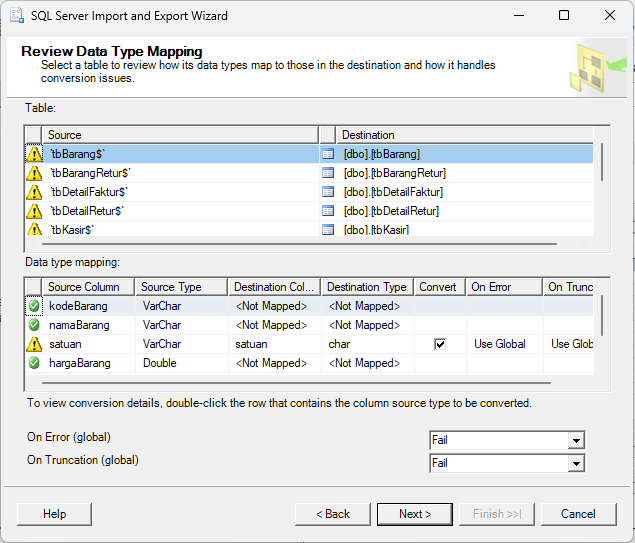 SQL Server Import and Export Wizard
Review Data Type Mapping
Select a table to review how its data types map to those in the destination and how it handles
conversion issues.
Table:
Source Destination
`tbBarang$` [dbo].[tbBarang]
`tbBarangRetur$` [dbo].[tbBarangRetur]
`tbDetailFaktur$` [dbo].[tbDetailFaktur]
`tbDetailRetur$` [dbo].[tbDetailRetur]
`tbKasir$` [dbo].[tbKasir]
Data type mapping:
Source Column Source Type Destination Col... Destination Type Convert On Error On Trunc
kodeBarang VarChar <Not Mapped> <Not Mapped>
namaBarang VarChar <Not Mapped> <Not Mapped>
satuan VarChar satuan char Use Global Use Glob
hargaBarang Double <Not Mapped> <Not Mapped>
To view conversion details, double-click the row that contains the column source type to be converted.
On Error (global) Fail
On Truncation (global) Fail
Help < Back Next > Finish >>| Cancel